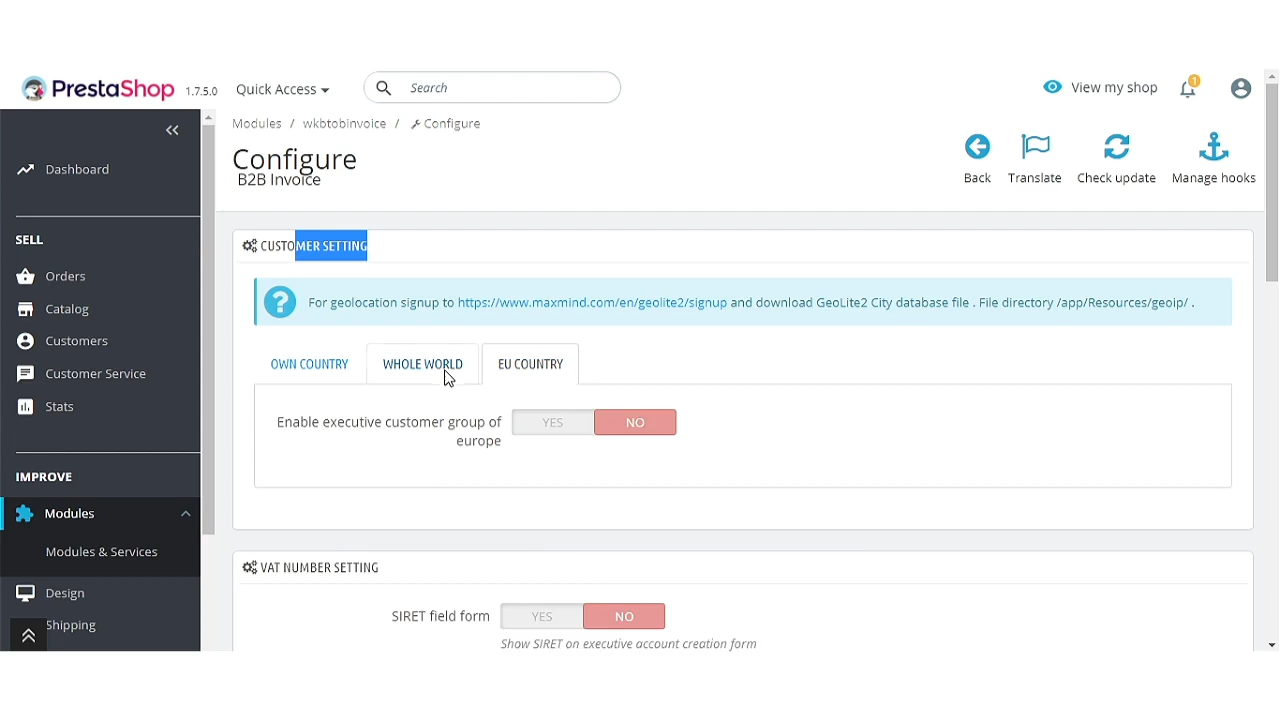 PrestaShop 1.7.5.0 Quick Access Search View my shop 1
Modules / wkbtobinvoice / Configure
Configure
B2B Invoice
Back Translate Check update Manage hooks
Dashboard
SELL
Orders
Catalog
Customers
Customer Service
Stats
IMPROVE
Modules
Modules & Services
Design
Shipping
CUSTOMER SETTING
? For geolocation signup to https://www.maxmind.com/en/geolite2/signup and download GeoLite2 City database file . File directory /app/Resources/geoip/ .
OWN COUNTRY WHOLE WORLD EU COUNTRY
Enable executive customer group of YES NO
europe
VAT NUMBER SETTING
SIRET field form YES NO
Show SIRET on executive account creation form